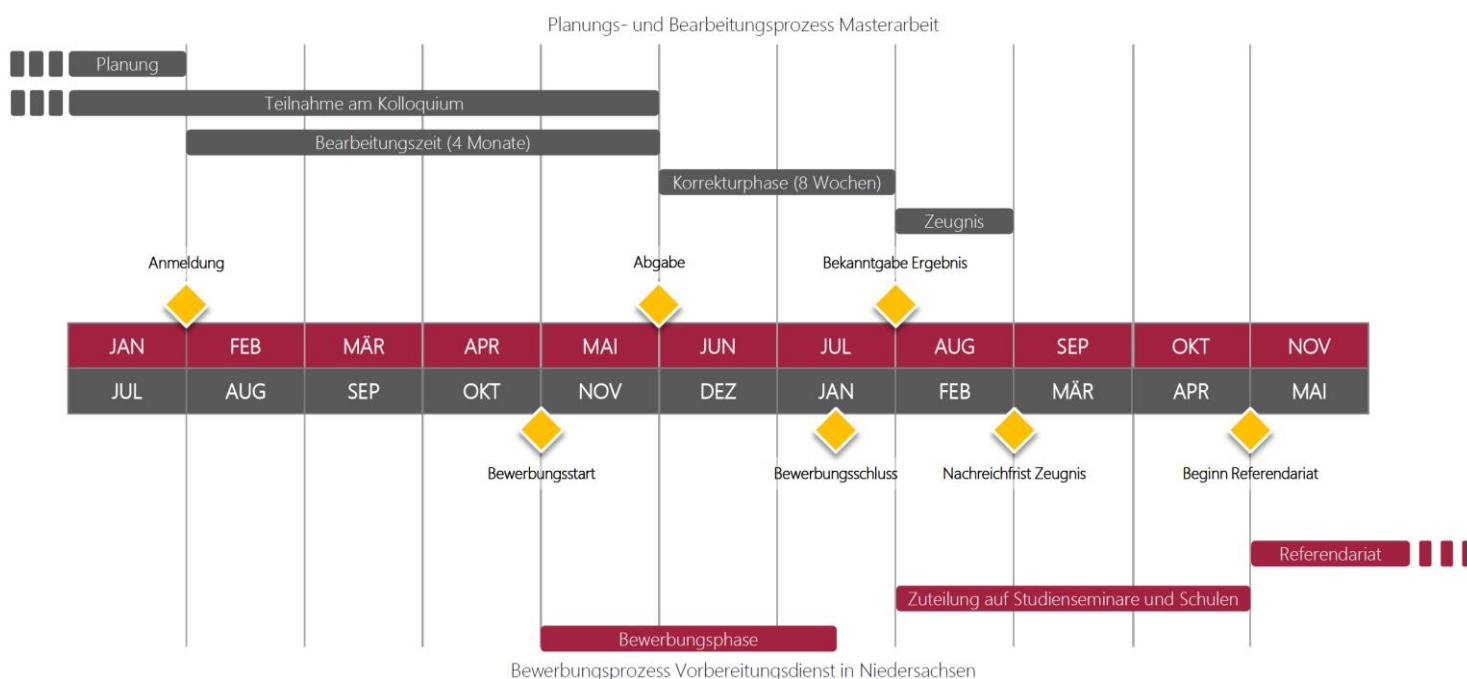 Planungs- und Bearbeitungsprozess Masterarbeit
Planung
Teilnahme am Kolloquium
Bearbeitungszeit (4 Monate)
Korrekturphase (8 Wochen)
Zeugnis
Anmeldung
Abgabe
Bekanntgabe Ergebnis
JAN FEB MÄR APR MAI JUN JUL AUG SEP OKT NOV
JUL AUG SEP OKT NOV DEZ JAN FEB MÄR APR MAI
Bewerbungsstart
Bewerbungsschluss
Nachreichfrist Zeugnis
Beginn Referendariat
Referendariat
Zuteilung auf Studienseminare und Schulen
Bewerbungsphase
Bewerbungsprozess Vorbereitungsdienst in Niedersachsen